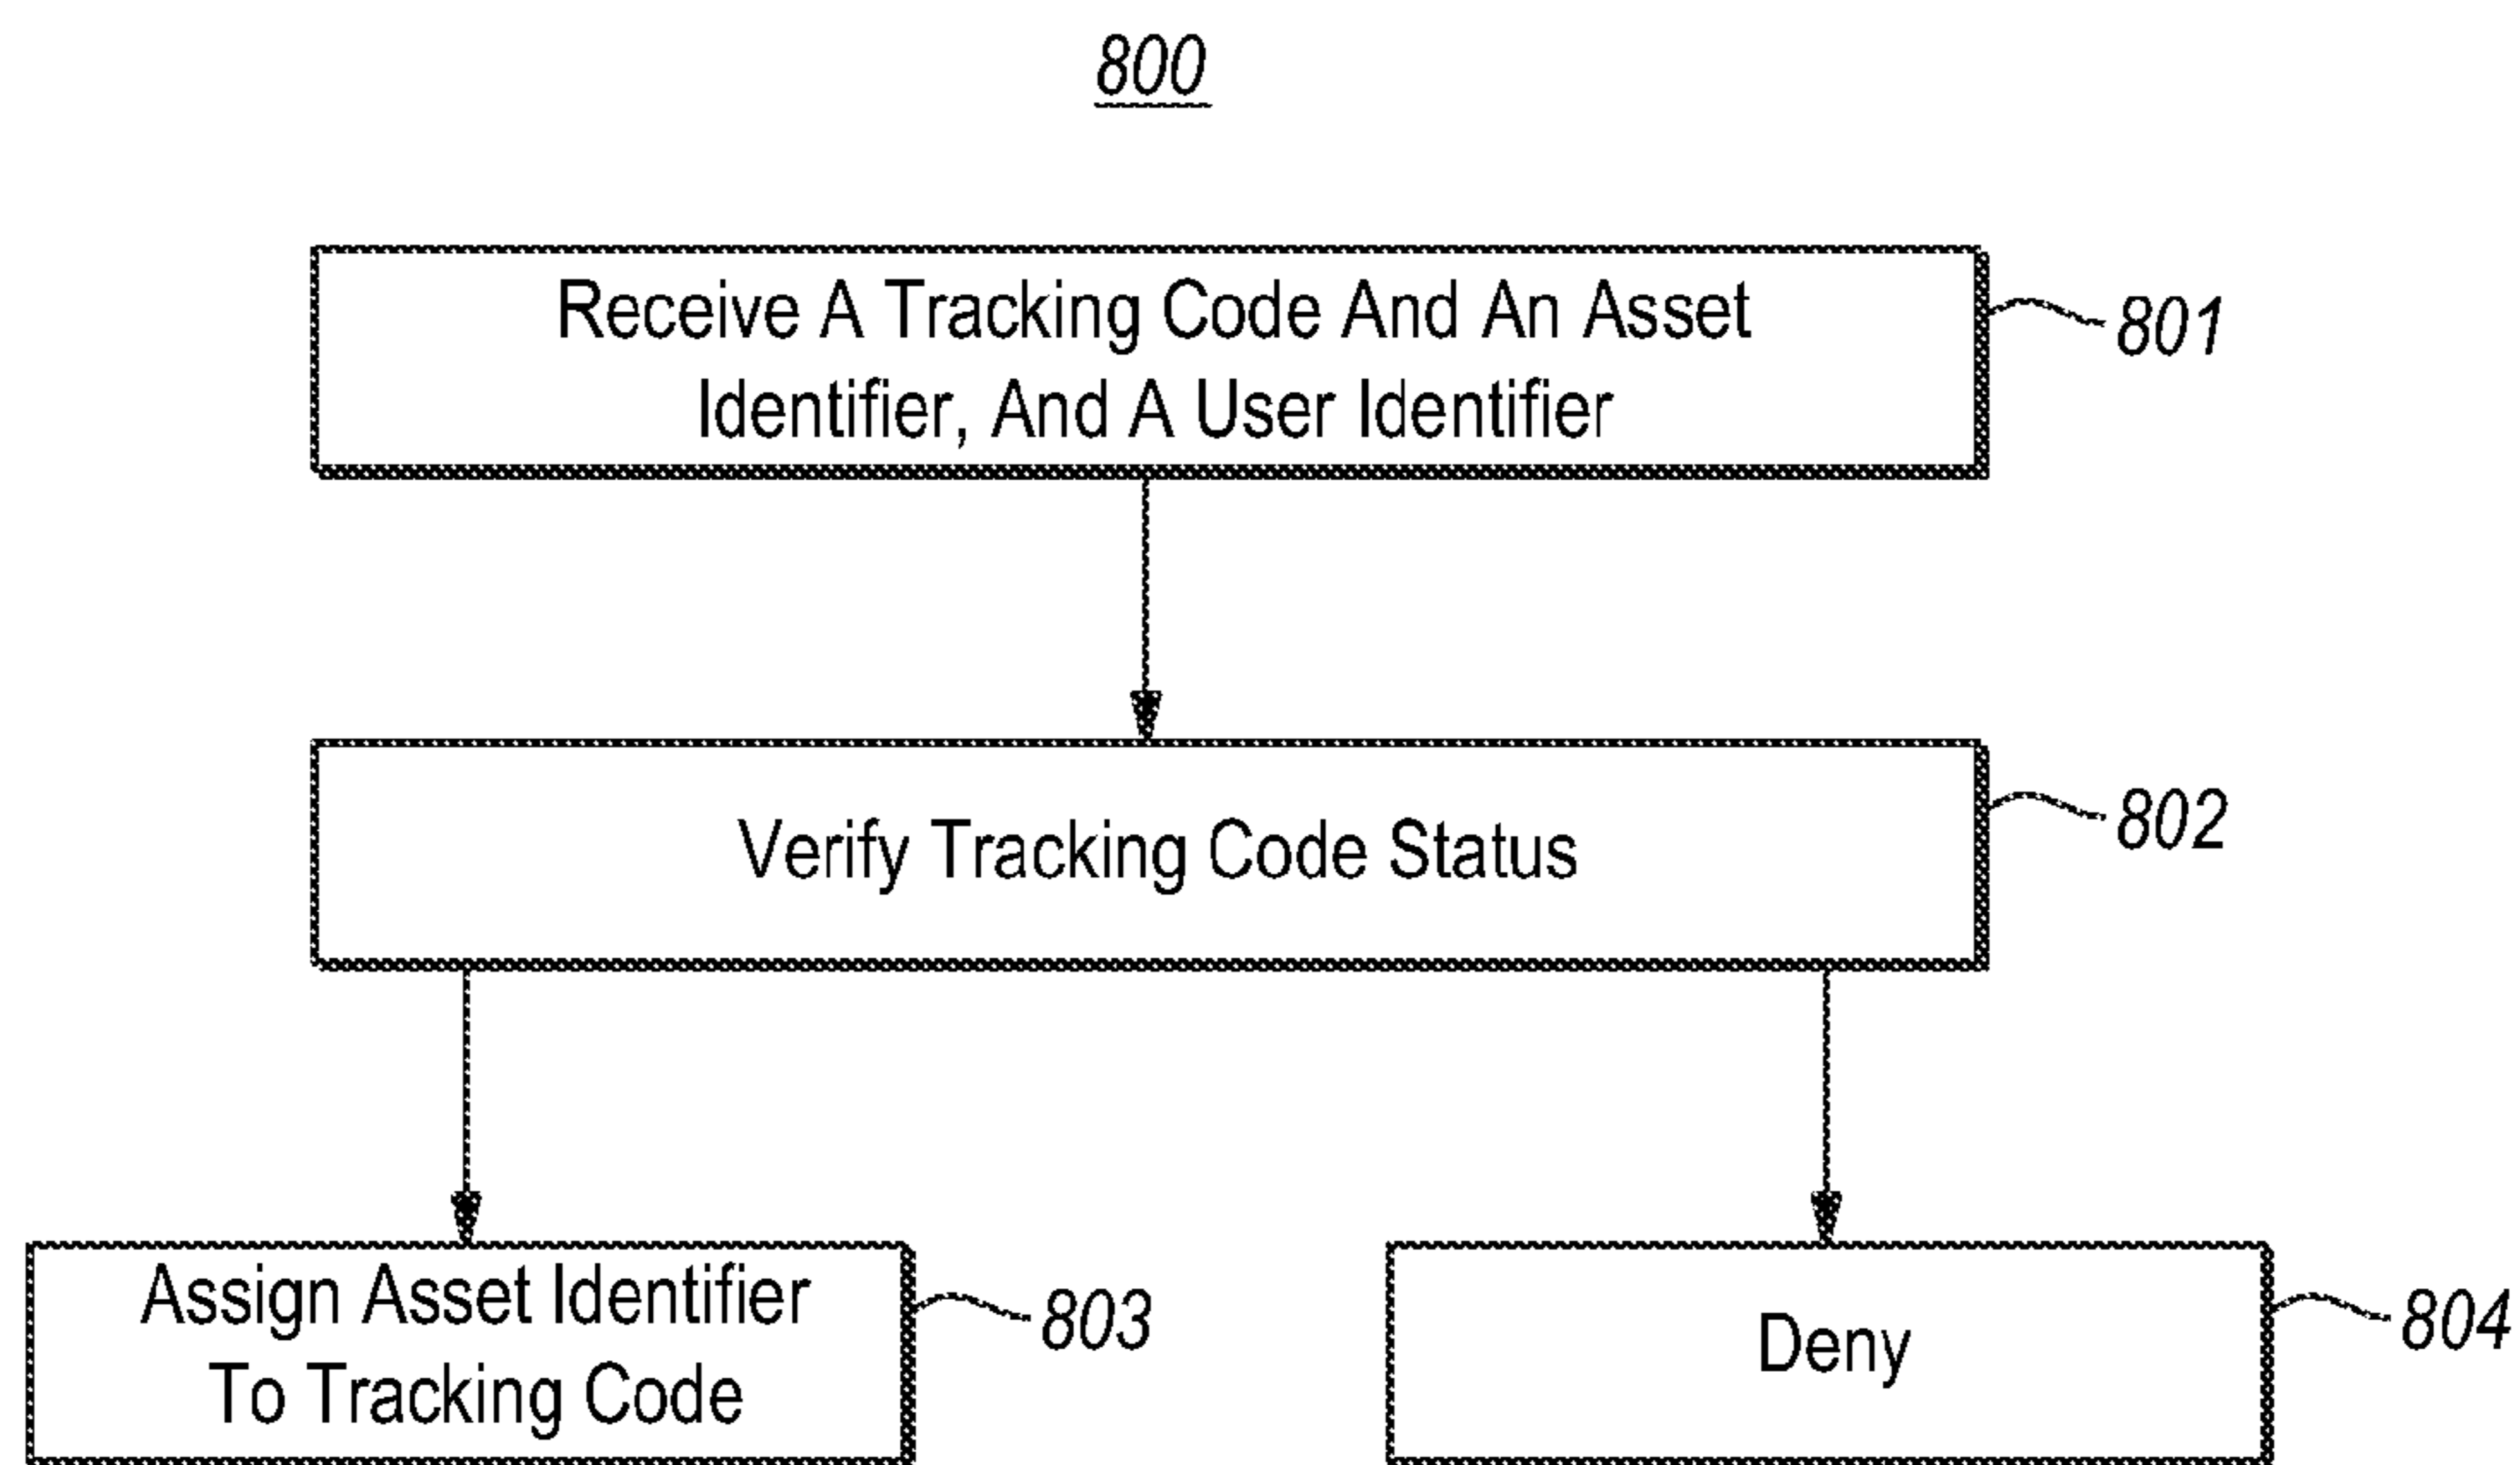 800
Receive A Tracking Code And An Asset
Identifier, And A User Identifier
801
Verify Tracking Code Status
802
Assign Asset Identifier
To Tracking Code
803
Deny
804